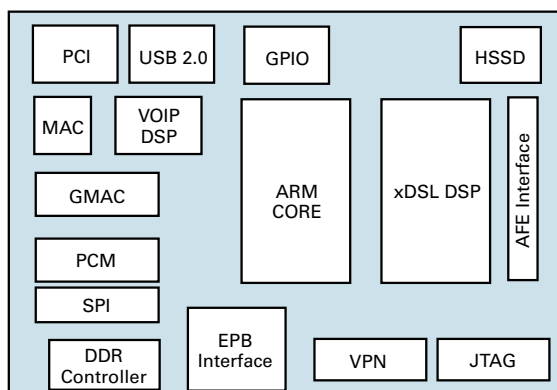 PCI
USB 2.0
GPIO
HSSD
MAC
VOIP
DSP
ARM
CORE
xDSL DSP
AFE Interface
GMAC
PCM
SPI
DDR
Controller
EPB
Interface
VPN
JTAG